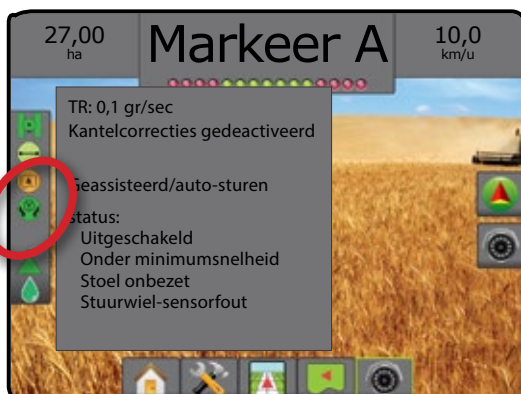 27,00
ha
Markeer A
10,0
km/u
TR: 0,1 gr/sec
Kantelcorrecties gedeactiveerd
Geassisteerd/auto-sturen
status:
Uitgeschakeld
Onder minimumsnelheid
Stoel onbezet
Stuurwiel-sensorfout